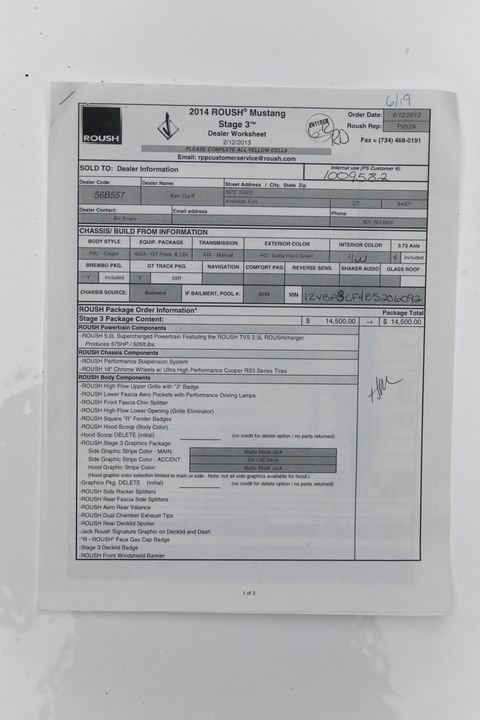 6/19
ROUSH
2014 ROUSH® Mustang
Stage 3™
Dealer Worksheet
2/12/2013
PLEASE COMPLETE ALL YELLOW CELLS
Email: rppcustomerservice@roush.com
ENTERED
Order Date: 6/12/2013
Roush Rep: Patrzik
Fax = (734) 468-0191
SOLD TO: Dealer Information
Internal use (PS Customer #):
1009582
Dealer Code: Dealer Name: Street Address / City, State Zip
56B557 Ken Garff
American Fork UT 84003
Dealer Contact: Email address Phone
Bill Snape
CHASSIS/ BUILD FROM INFORMATION
BODY STYLE EQUIP. PACKAGE TRANSMISSION EXTERIOR COLOR INTERIOR COLOR 3.73 Axle
P8C - Coupe 400A - GT Prem. & LBV 44X - Manual HD - Gotta Have Green 4W Y Included
BREMBO PKG. GT TRACK PKG NAVIGATION COMFORT PKG REVERSE SENS. SHAKER AUDIO GLASS ROOF
Y Included Y 55R
CHASSIS SOURCE: Bailment IF BAILMENT, POOL #: 3059 VIN 1ZVBP8CF4E5206092
ROUSH Package Order Information*
Package Total
Stage 3 Package Content: $ 14,500.00 → $ 14,500.00
ROUSH Powertrain Components
-ROUSH 5.0L Supercharged Powertrain Featuring the ROUSH TVS 2.3L ROUSHcharger
Produces 575HP / 505ft.lbs.
ROUSH Chassis Components
-ROUSH Performance Suspension System
-ROUSH 18" Chrome Wheels w/ Ultra High Performance Cooper RS3 Series Tires
ROUSH Body Components
-ROUSH High Flow Upper Grille with "3" Badge
-ROUSH Lower Fascia Aero Pockets with Performance Driving Lamps
-ROUSH Front Fascia Chin Splitter
-ROUSH High Flow Lower Opening (Grille Eliminator)
-ROUSH Square "R" Fender Badges
-ROUSH Hood Scoop (Body Color)
-Hood Scoop DELETE (initial) (no credit for delete option / no parts returned)
-ROUSH Stage 3 Graphics Package:
Side Graphic Stripe Color - MAIN: Matte Black Jack
Side Graphic Stripe Color - ACCENT:
Hood Graphic Stripe Color: Matte Black Jack
(Hood graphic color selection limited to main or side. Note: not all side graphics available for hood.)
-Graphics Pkg. DELETE (initial) (no credit for delete option / no parts returned)
-ROUSH Side Rocker Splitters
-ROUSH Rear Fascia Side Splitters
-ROUSH Aero Rear Valance
-ROUSH Dual Chamber Exhaust Tips
-ROUSH Rear Decklid Spoiler
-Jack Roush Signature Graphic on Decklid and Dash
-"R - ROUSH" Faux Gas Cap Badge
-Stage 3 Decklid Badge
-ROUSH Front Windshield Banner
1 of 3